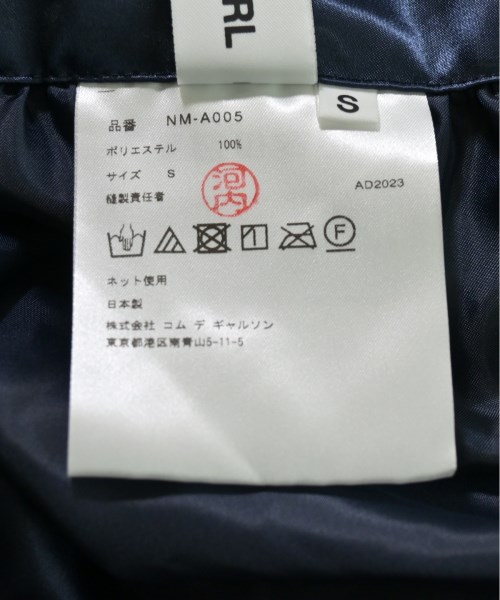 RL
S
品番 NM-A005
ポリエステル 100%
サイズ S
縫製責任者 河内
AD2023
F
ネット使用
日本製
株式会社 コム デ ギャルソン
東京都港区南青山5-11-5